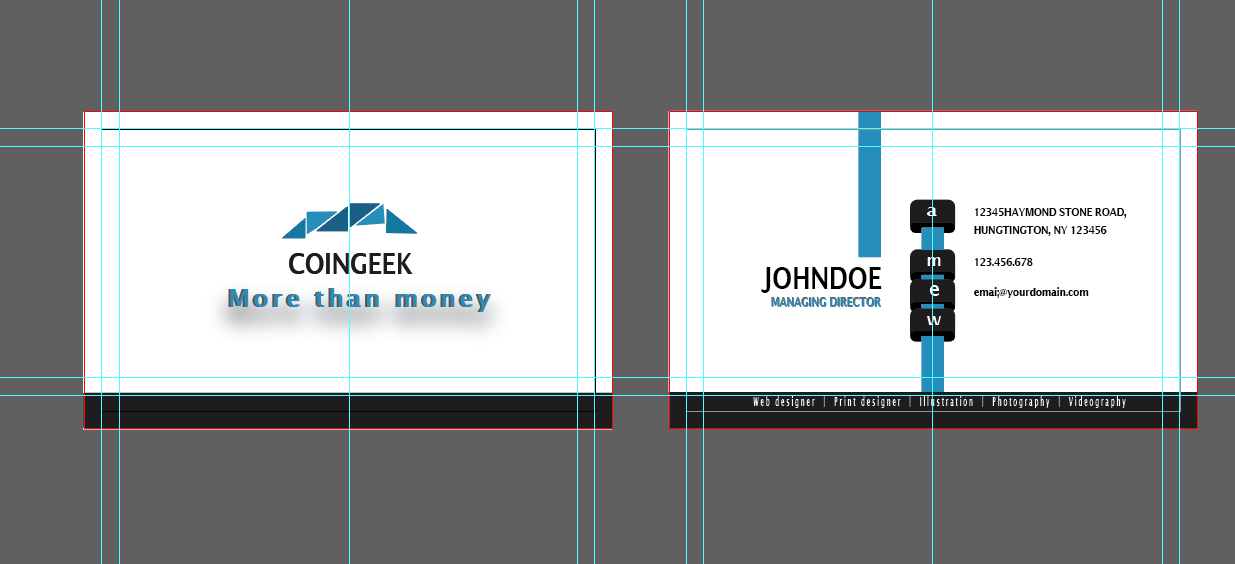 COINGEEK
More than money
JOHNDOE
MANAGING DIRECTOR
a
12345HAYMOND STONE ROAD,
HUNGTINGTON, NY 123456
m
123.456.678
e
emai;@yourdomain.com
w
Web designer | Print designer | Illustration | Photography | Videography